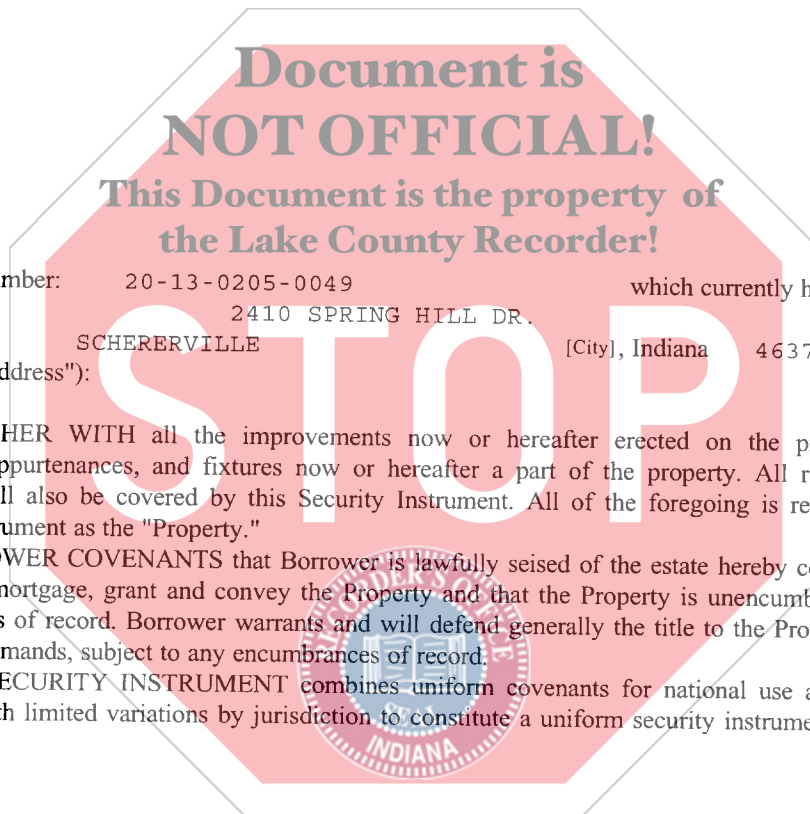 Document is
NOT OFFICIAL!
This Document is the property of
the Lake County Recorder!
mber: 20-13-0205-0049 which currently h
2410 SPRING HILL DR.
SCHERERVILLE [City], Indiana 4637
ddress"):
STOP
HER WITH all the improvements now or hereafter erected on the p
ppurtenances, and fixtures now or hereafter a part of the property. All r
ll also be covered by this Security Instrument. All of the foregoing is re
ument as the "Property."
OWER COVENANTS that Borrower is lawfully seised of the estate hereby c
mortgage, grant and convey the Property and that the Property is unencumb
s of record. Borrower warrants and will defend generally the title to the Pro
mands, subject to any encumbrances of record.
ECURITY INSTRUMENT combines uniform covenants for national use a
th limited variations by jurisdiction to constitute a uniform security instrume
RECORDER'S OFFICE
SEAL
INDIANA